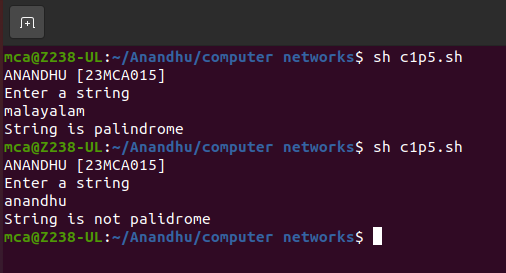 mca@Z238-UL:~/Anandhu/computer networks$ sh c1p5.sh
ANANDHU [23MCA015]
Enter a string
malayalam
String is palindrome
mca@Z238-UL:~/Anandhu/computer networks$ sh c1p5.sh
ANANDHU [23MCA015]
Enter a string
anandhu
String is not palidrome
mca@Z238-UL:~/Anandhu/computer networks$